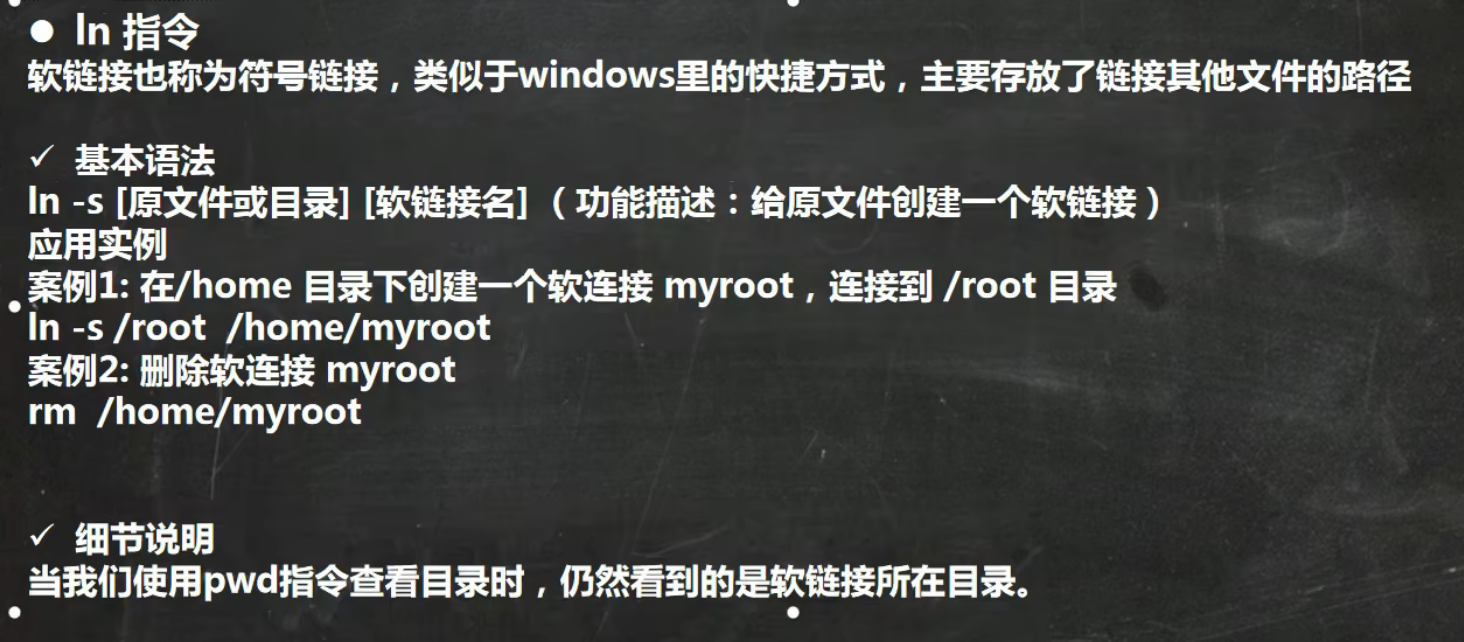 ● ln 指令
软链接也称为符号链接，类似于windows里的快捷方式，主要存放了链接其他文件的路径
✓ 基本语法
ln -s [原文件或目录] [软链接名] （功能描述：给原文件创建一个软链接）
应用实例
案例1: 在/home 目录下创建一个软连接 myroot，连接到 /root 目录
ln -s /root  /home/myroot
案例2: 删除软连接 myroot
rm  /home/myroot
✓ 细节说明
当我们使用pwd指令查看目录时，仍然看到的是软链接所在目录。